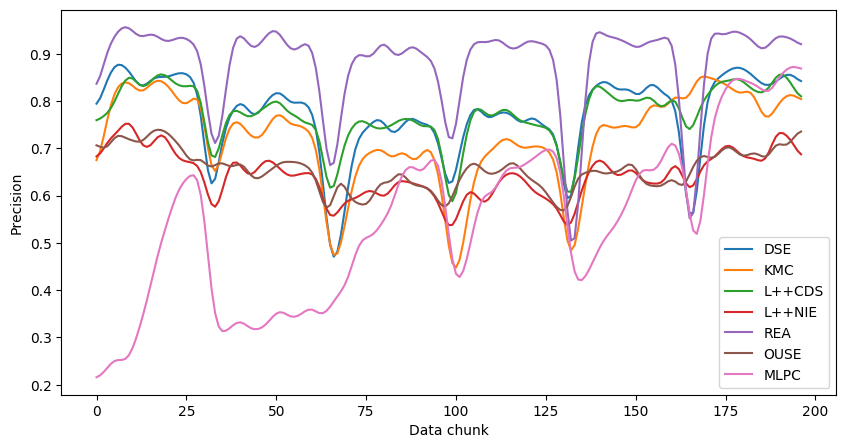 Precision
0.9
0.8
0.7
0.6
0.5
0.4
0.3
0.2
0 25 50 75 100 125 150 175 200
Data chunk
DSE
KMC
L++CDS
L++NIE
REA
OUSE
MLPC